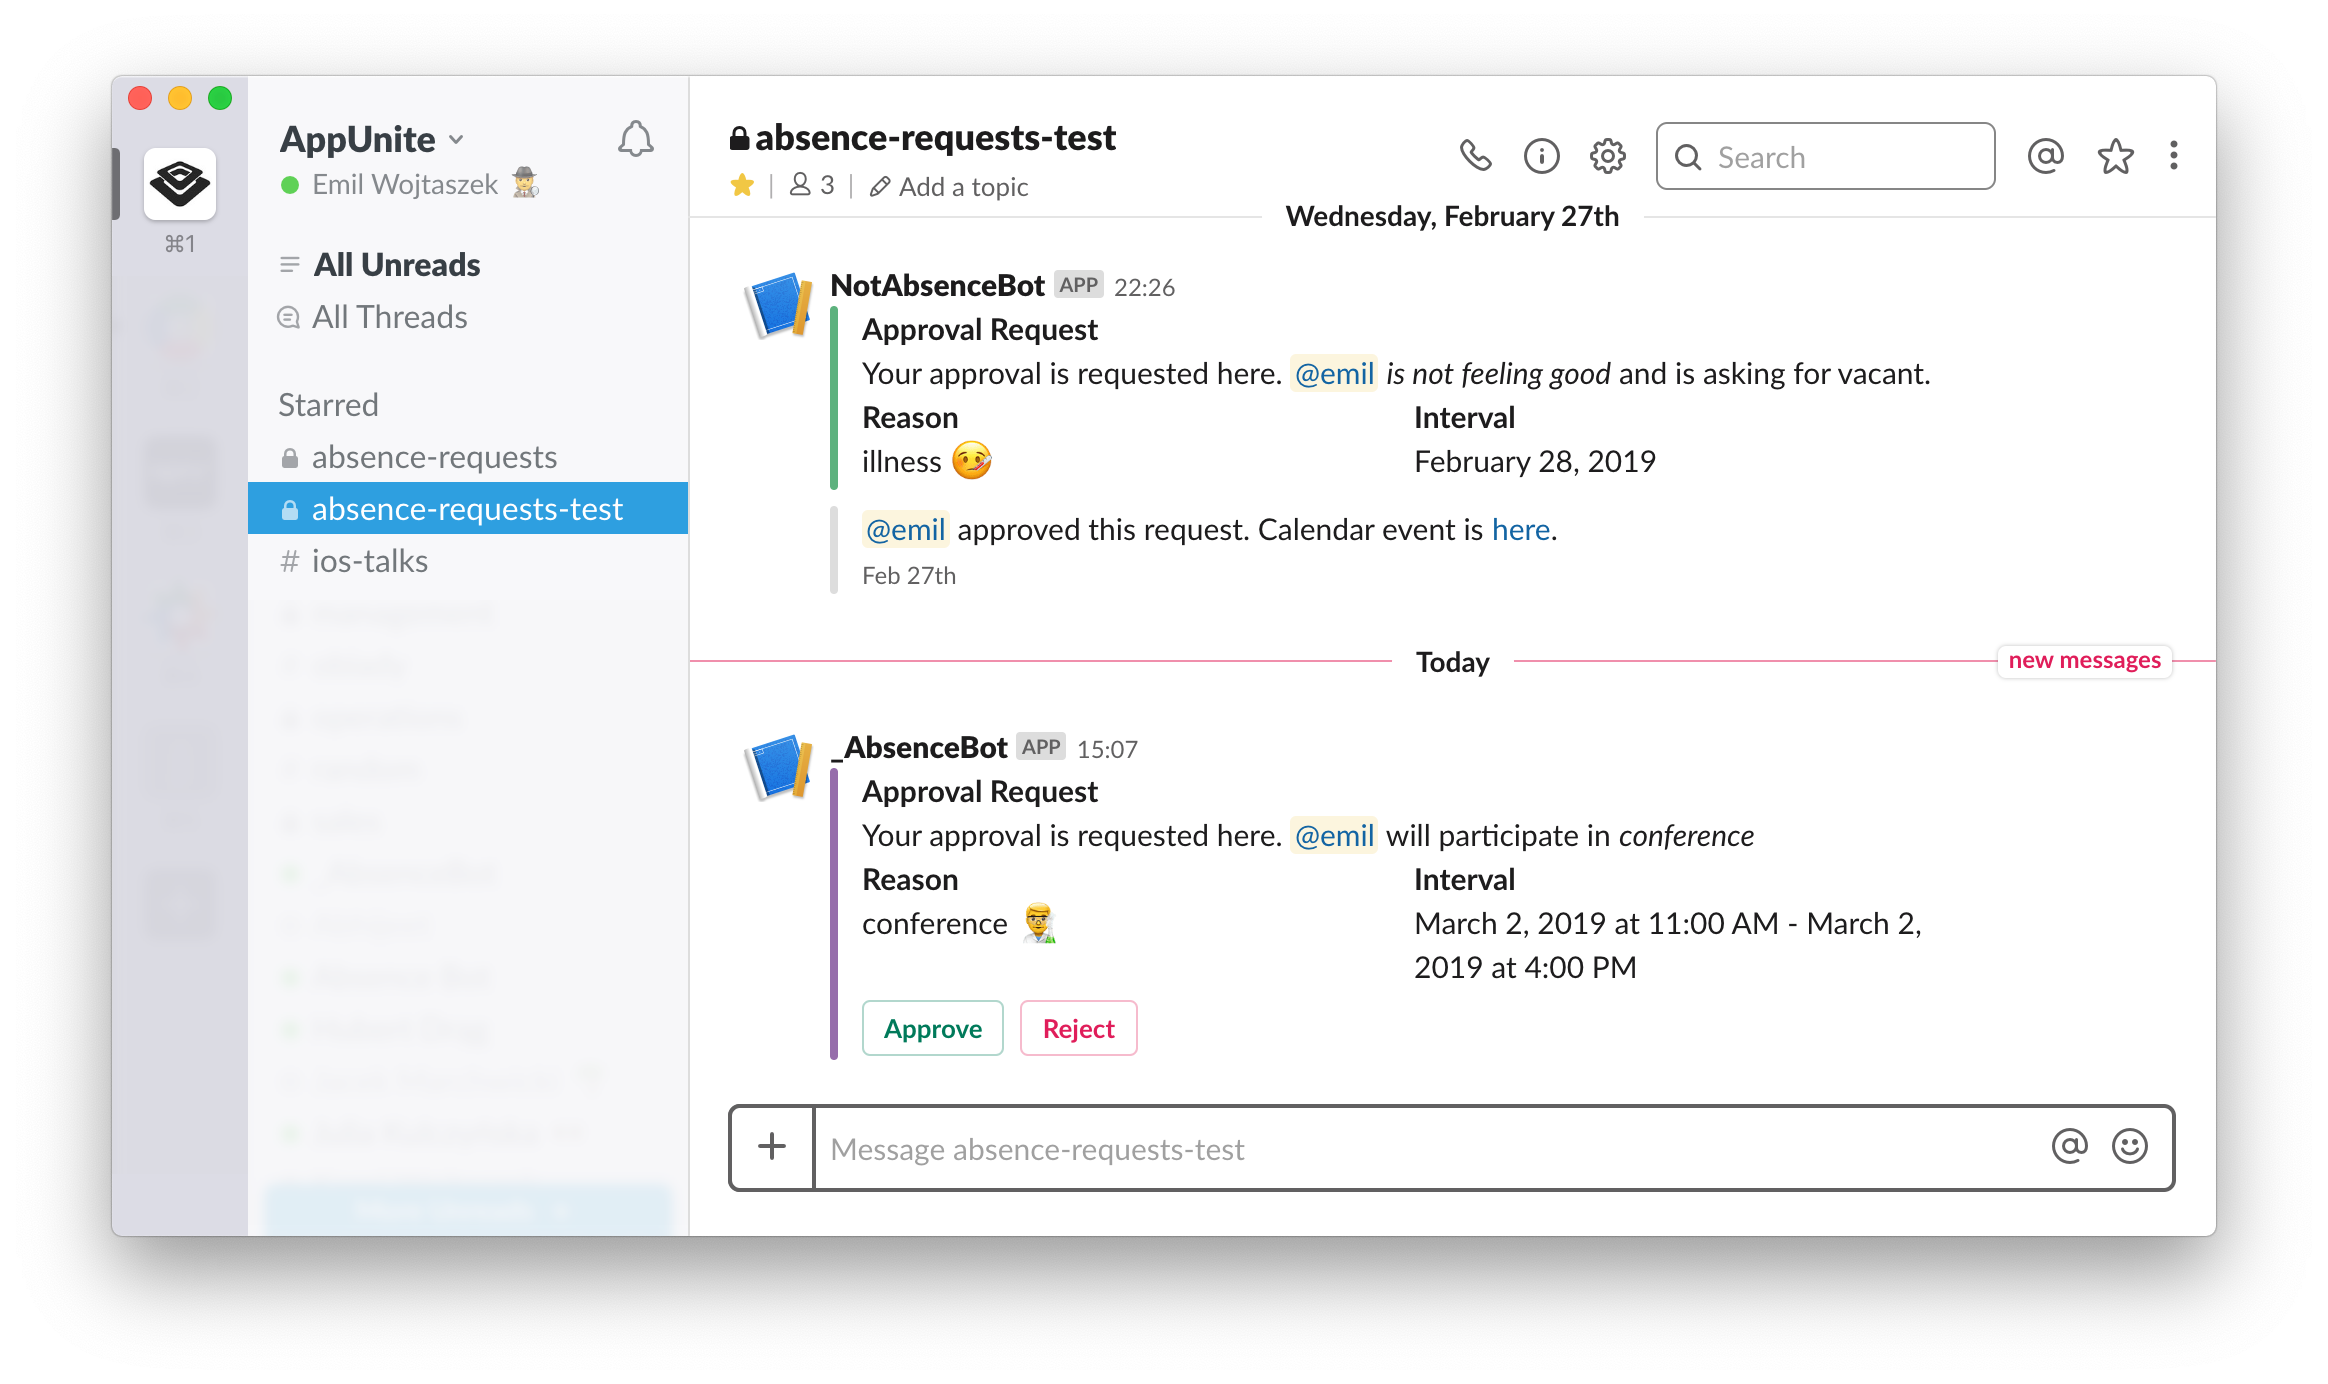 AppUnite
Emil Wojtaszek
⌘1
All Unreads
All Threads
Starred
absence-requests
absence-requests-test
# ios-talks
absence-requests-test
3
Add a topic
Search
Wednesday, February 27th
NotAbsenceBot APP 22:26
Approval Request
Your approval is requested here. @emil is not feeling good and is asking for vacant.
Reason
illness
Interval
February 28, 2019
@emil approved this request. Calendar event is here.
Feb 27th
Today
new messages
_AbsenceBot APP 15:07
Approval Request
Your approval is requested here. @emil will participate in conference
Reason
conference
Interval
March 2, 2019 at 11:00 AM - March 2,
2019 at 4:00 PM
Approve
Reject
Message absence-requests-test